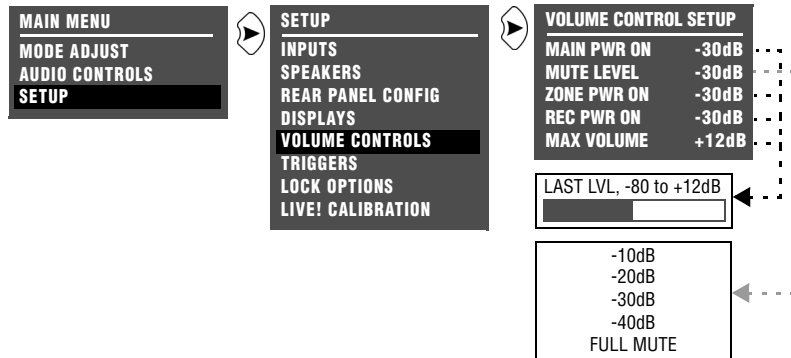 MAIN MENU
MODE ADJUST
AUDIO CONTROLS
SETUP
SETUP
INPUTS
SPEAKERS
REAR PANEL CONFIG
DISPLAYS
VOLUME CONTROLS
TRIGGERS
LOCK OPTIONS
LIVE! CALIBRATION
VOLUME CONTROL SETUP
MAIN PWR ON -30dB
MUTE LEVEL -30dB
ZONE PWR ON -30dB
REC PWR ON -30dB
MAX VOLUME +12dB
LAST LVL, -80 to +12dB
-10dB
-20dB
-30dB
-40dB
FULL MUTE